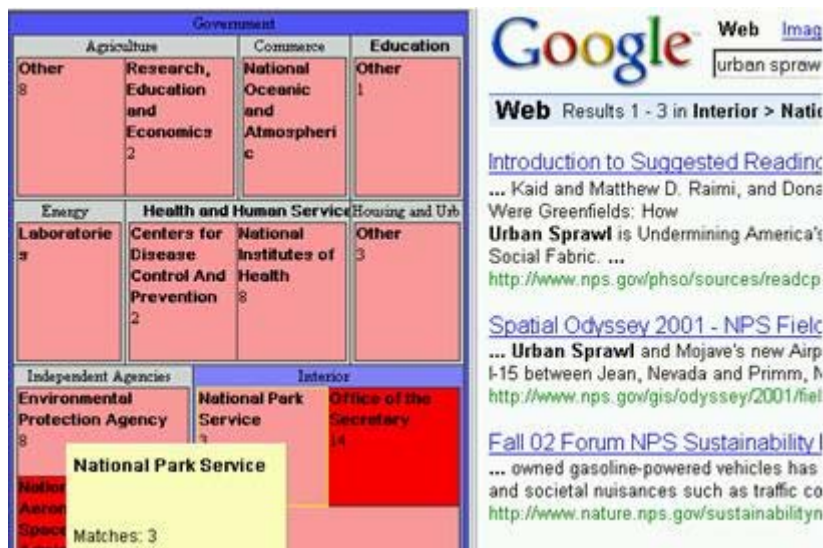 Government
Agriculture
Commerce
Education
Other
8
Research,
Education
and
Economics
2
National
Oceanic
and
Atmospheri
c
Other
1
Energy
Health and Human Service
Housing and Urb
Laboratorie
s
Centers for
Disease
Control And
Prevention
2
National
Institutes of
Health
8
Other
3
Independent Agencies
Interior
Environmental
Protection Agency
8
National Park
Service
3
Office of the
Secretary
14
Nation
Aeron
Space
National Park Service
Matches: 3
Google
Web Imag
urban spraw
Web Results 1 - 3 in Interior > Natio
Introduction to Suggested Reading
... Kaid and Matthew D. Raimi, and Dona
Were Greenfields: How
Urban Sprawl is Undermining America's
Social Fabric. ...
http://www.nps.gov/phso/sources/readcp
Spatial Odyssey 2001 - NPS Field
... Urban Sprawl and Mojave's new Airp
I-15 between Jean, Nevada and Primm, N
http://www.nps.gov/gis/odyssey/2001/fiel
Fall 02 Forum NPS Sustainability
... owned gasoline-powered vehicles has
and societal nuisances such as traffic co
http://www.nature.nps.gov/sustainabilityn